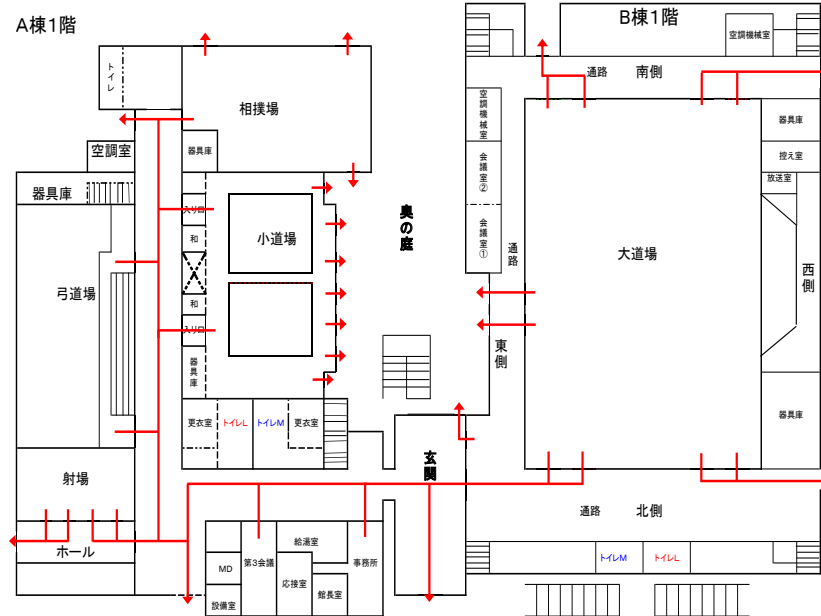 A棟1階
B棟1階
空調機械室
トイレ
通路
南側
相撲場
空調機械室
器具庫
空調室
器具庫
会議室②
控え室
放送室
器具庫
入り口
奥の庭
和
小道場
会議室①
通路
大道場
西側
弓道場
和
入り口
東側
器具庫
器具庫
更衣室
トイレL
トイレM
更衣室
玄関
射場
通路
北側
ホール
給湯室
第3会議
事務所
MD
応接室
館長室
設備室
トイレM
トイレL